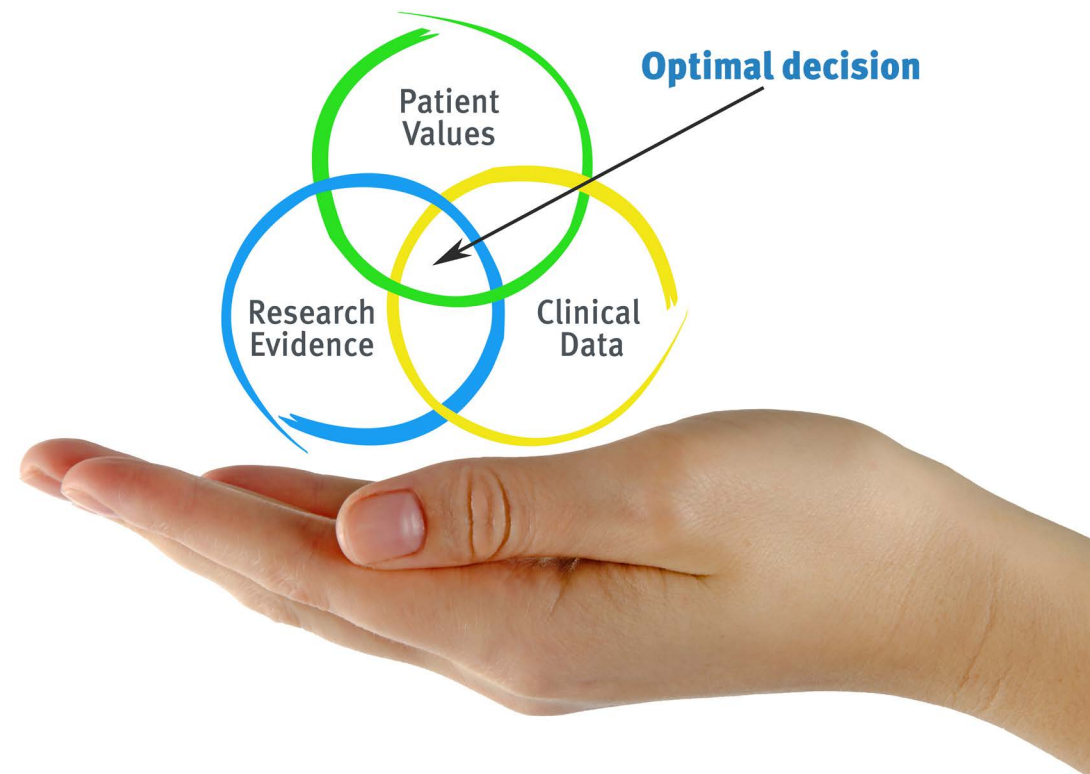 Optimal decision
Patient
Values
Research
Evidence
Clinical
Data